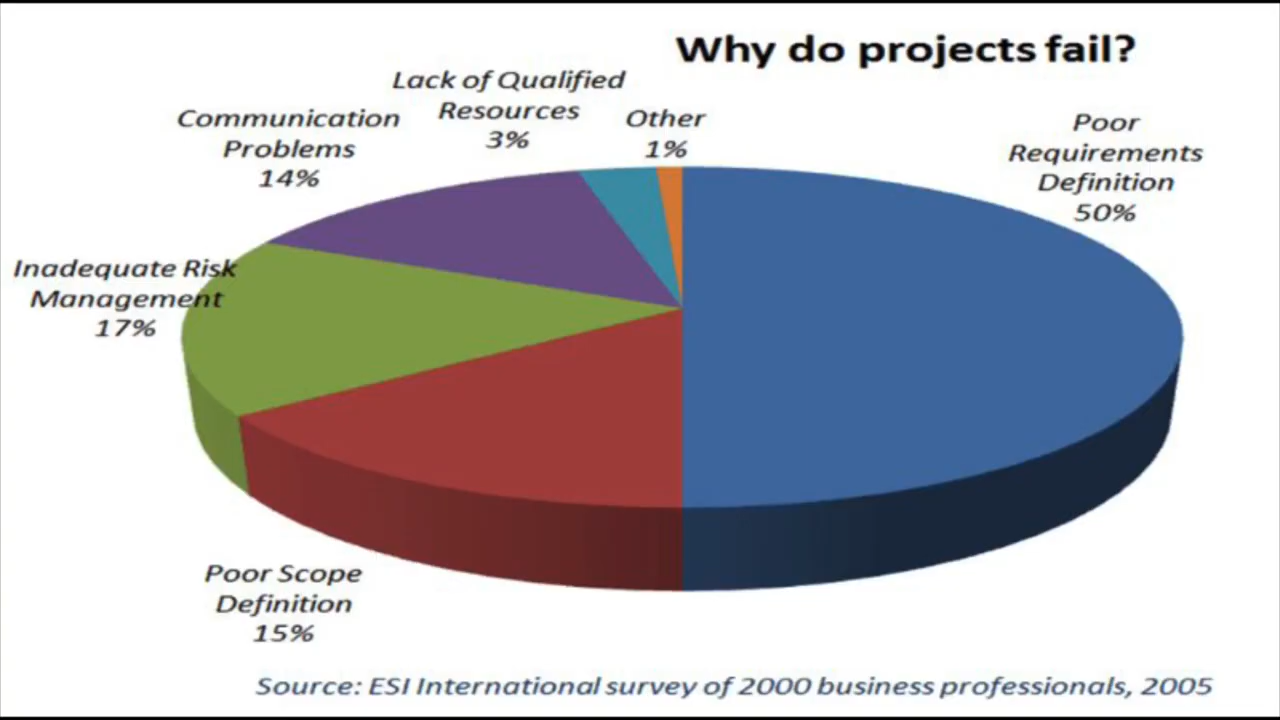 Why do projects fail?
Lack of Qualified
Resources
3%
Communication
Problems
14%
Other
1%
Poor
Requirements
Definition
50%
Inadequate Risk
Management
17%
Poor Scope
Definition
15%
Source: ESI International survey of 2000 business professionals, 2005